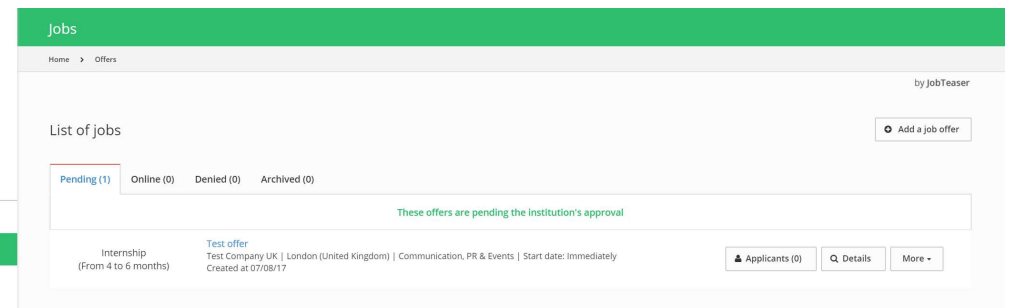 Jobs
Home > Offers
by JobTeaser
List of jobs
Add a job offer
Pending (1) Online (0) Denied (0) Archived (0)
These offers are pending the institution's approval
Internship
(From 4 to 6 months)
Test offer
Test Company UK | London (United Kingdom) | Communication, PR & Events | Start date: Immediately
Created at 07/08/17
Applicants (0) Details More